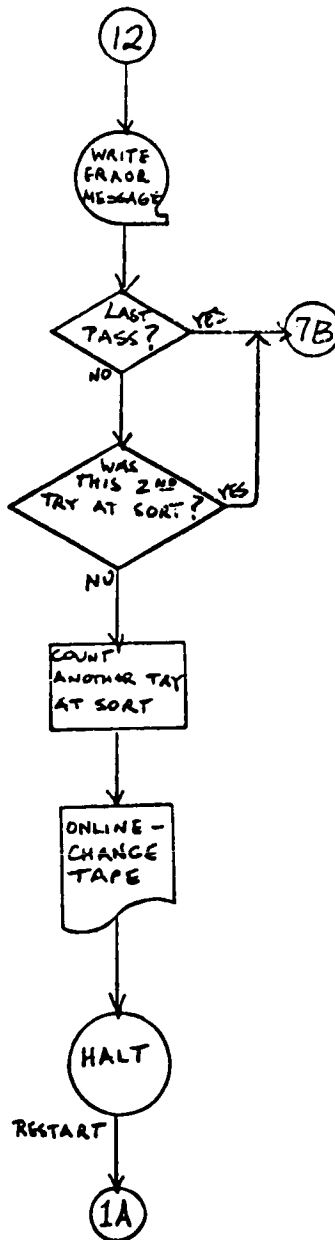 12
WRITE
ERROR
MESSAGE
LAST
PASS?
YES
7B
NO
WAS
THIS 2ND
TRY AT SORT?
YES
NO
COUNT
ANOTHER TRY
AT SORT
ONLINE -
CHANGE
TAPE
HALT
RESTART
1A